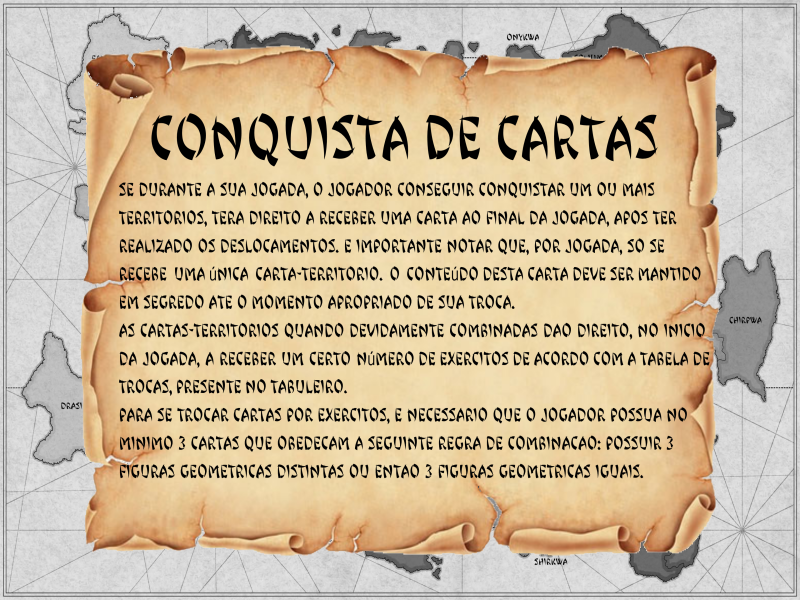 ONYKWA
CONQUISTA DE CARTAS
SE DURANTE A SUA JOGADA, O JOGADOR CONSEGUIR CONQUISTAR UM OU MAIS
TERRITORIOS, TERA DIREITO A RECEBER UMA CARTA AO FINAL DA JOGADA, APOS TER
REALIZADO OS DESLOCAMENTOS. E IMPORTANTE NOTAR QUE, POR JOGADA, SO SE
RECEBE UMA úNICA CARTA-TERRITORIO. O CONTEúDO DESTA CARTA DEVE SER MANTIDO
EM SEGREDO ATE O MOMENTO APROPRIADO DE SUA TROCA.
AS CARTAS-TERRITORIOS QUANDO DEVIDAMENTE COMBINADAS DAO DIREITO, NO INICIO
DA JOGADA, A RECEBER UM CERTO NúMERO DE EXERCITOS DE ACORDO COM A TABELA DE
TROCAS, PRESENTE NO TABULEIRO.
PARA SE TROCAR CARTAS POR EXERCITOS, E NECESSARIO QUE O JOGADOR POSSUA NO
MINIMO 3 CARTAS QUE OBEDECAM A SEGUINTE REGRA DE COMBINACAO: POSSUIR 3
FIGURAS GEOMETRICAS DISTINTAS OU ENTAO 3 FIGURAS GEOMETRICAS IGUAIS.
CHIRPWA
DRASI
SHIRKWA